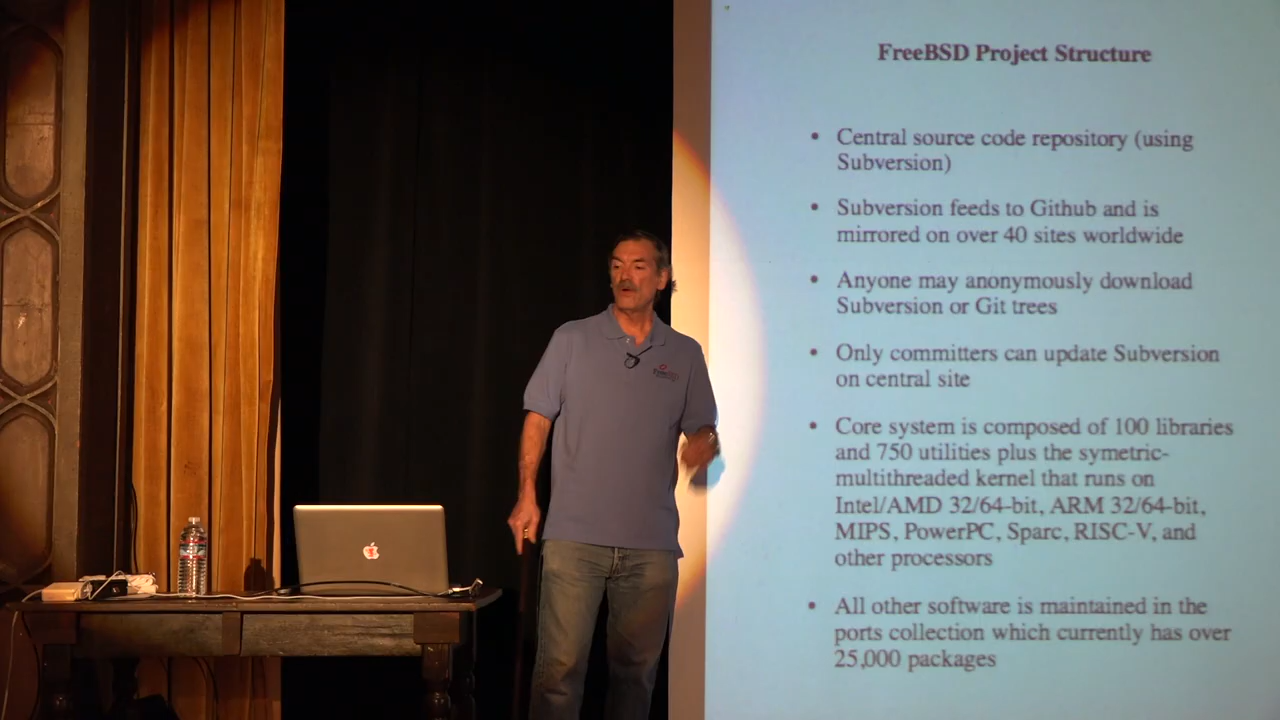 FreeBSD Project Structure
• Central source code repository (using
Subversion)
• Subversion feeds to Github and is
mirrored on over 40 sites worldwide
• Anyone may anonymously download
Subversion or Git trees
• Only committers can update Subversion
on central site
• Core system is composed of 100 libraries
and 750 utilities plus the symetric-
multithreaded kernel that runs on
Intel/AMD 32/64-bit, ARM 32/64-bit,
MIPS, PowerPC, Sparc, RISC-V, and
other processors
• All other software is maintained in the
ports collection which currently has over
25,000 packages